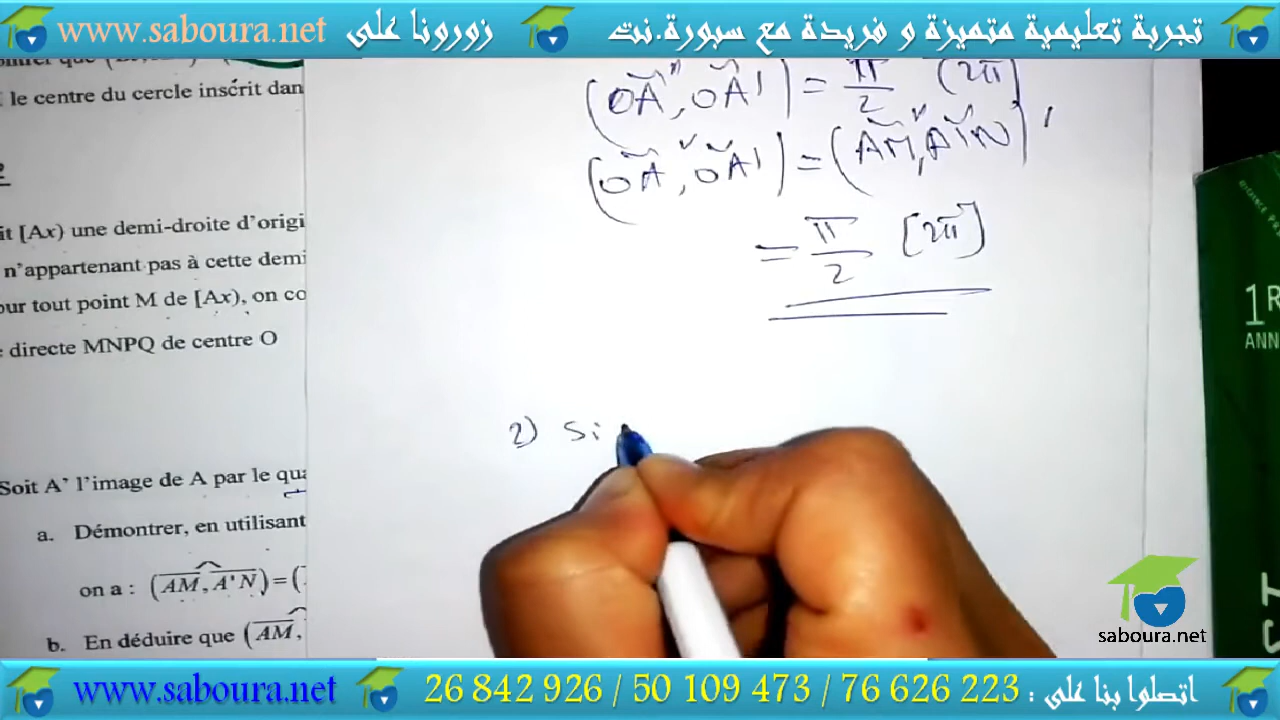 www.saboura.net زورونا على تجربة تعليمية متميزة و فريدة مع سبورة.نت
le centre du cercle inscrit dan
it [Ax) une demi-droite d'origi
n'appartenant pas à cette demi
our tout point M de [Ax), on co
directe MNPQ de centre O
Soit A' l'image de A par le qua
a. Démontrer, en utilisant
on a : (AM, A'N) = (
b. En déduire que (AM,
(OA, OA') = π/2 (2π)
(OA, OA') = (AM, A'N)
= π/2 [2π]
2) Si
1R
ANN
saboura.net
www.saboura.net 26 842 926 / 50 109 473 / 76 626 223 : اتصلوا بنا على